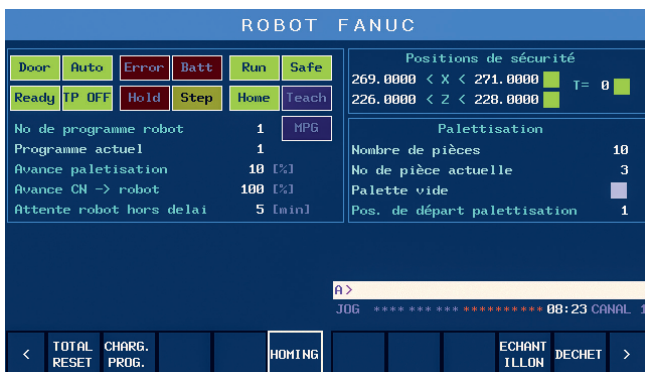 ROBOT FANUC
Door Auto Error Batt Run Safe
Ready TP OFF Hold Step Home Teach
MPG
No de programme robot 1
Programme actuel 1
Avance paletisation 10 [%]
Avance CN -> robot 100 [%]
Attente robot hors delai 5 [min]
Positions de sécurité
269.0000 < X < 271.0000 T= 0
226.0000 < Z < 228.0000
Palettisation
Nombre de pièces 10
No de pièce actuelle 3
Palette vide
Pos. de départ palettisation 1
A>
JOG **** *** *** ********** 08:23 CANAL 1
< TOTAL RESET CHARG. PROG. HOMING ECHANT ILLON DECHET >